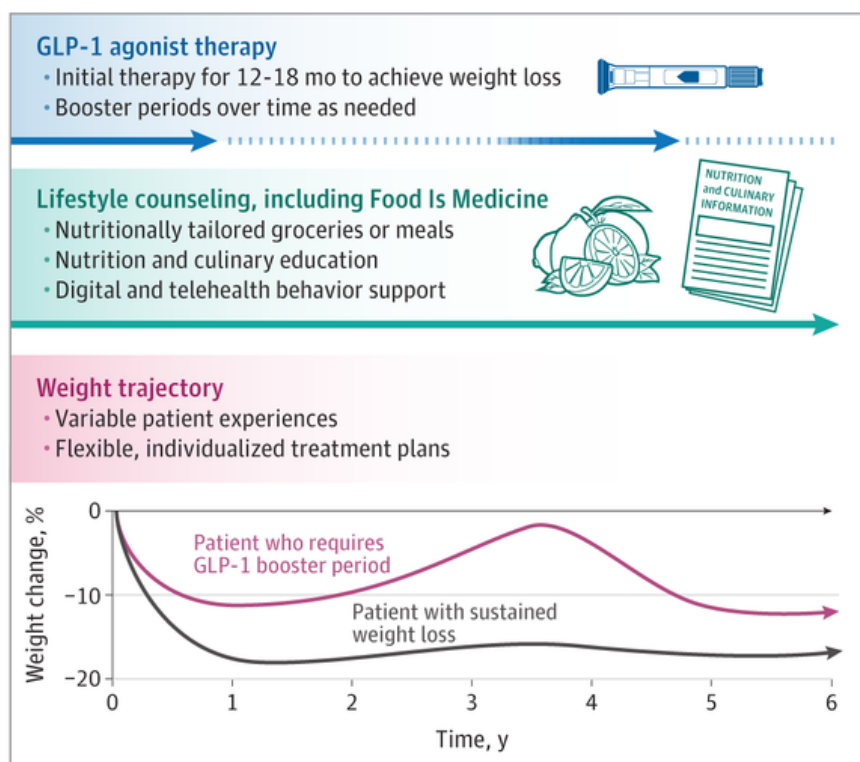 GLP-1 agonist therapy
• Initial therapy for 12-18 mo to achieve weight loss
• Booster periods over time as needed
Lifestyle counseling, including Food Is Medicine
• Nutritionally tailored groceries or meals
• Nutrition and culinary education
• Digital and telehealth behavior support
NUTRITION
and CULINARY
INFORMATION
Weight trajectory
• Variable patient experiences
• Flexible, individualized treatment plans
Weight change, %
0
−10
−20
Patient who requires
GLP-1 booster period
Patient with sustained
weight loss
0 1 2 3 4 5 6
Time, y